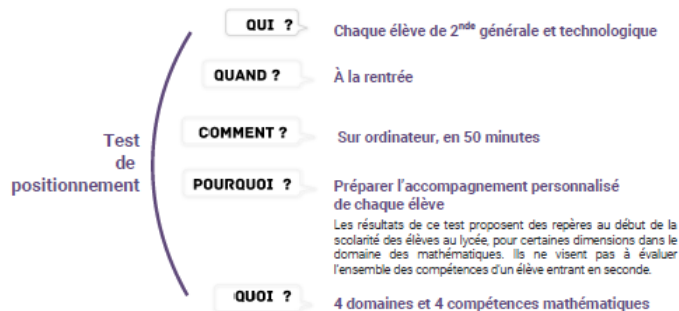 QUI ?
Chaque élève de 2nde générale et technologique
QUAND ?
À la rentrée
COMMENT ?
Sur ordinateur, en 50 minutes
Test
de
positionnement
POURQUOI ?
Préparer l'accompagnement personnalisé
de chaque élève
Les résultats de ce test proposent des repères au début de la
scolarité des élèves au lycée, pour certaines dimensions dans le
domaine des mathématiques. Ils ne visent pas à évaluer
l'ensemble des compétences d'un élève entrant en seconde.
QUOI ?
4 domaines et 4 compétences mathématiques